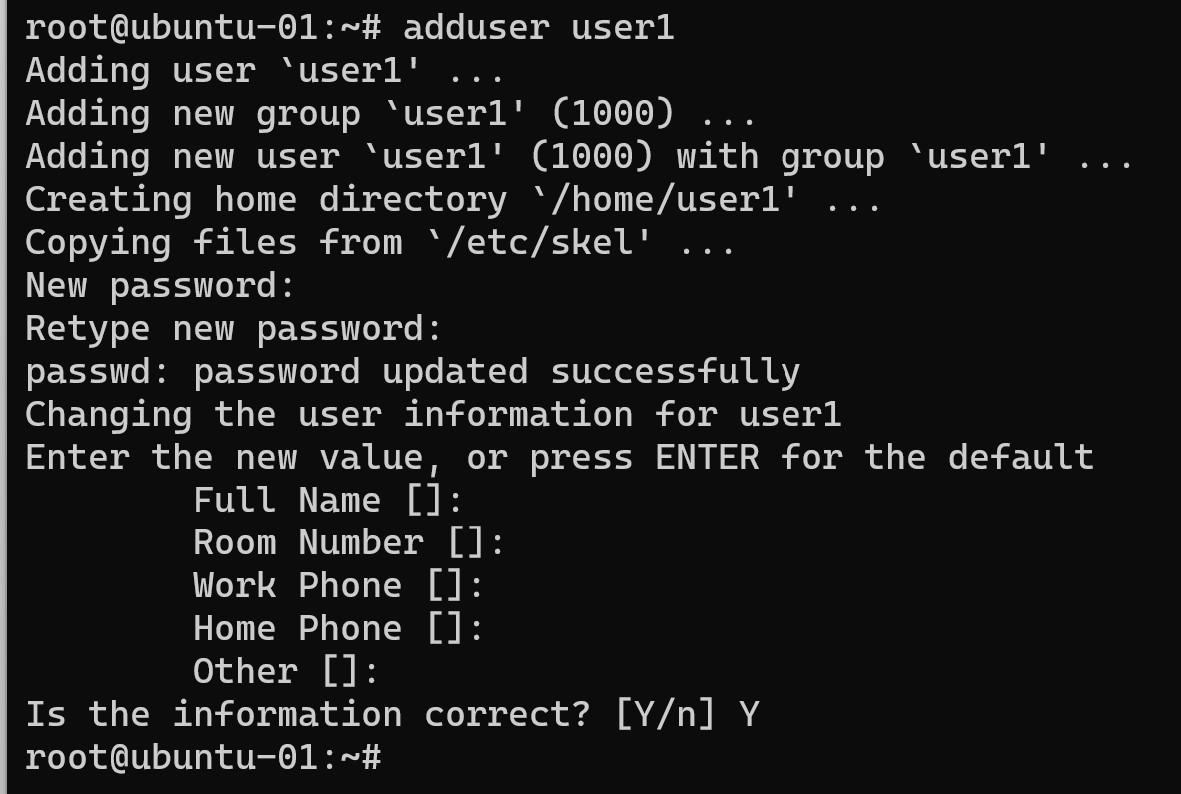 root@ubuntu-01:~# adduser user1
Adding user `user1' ...
Adding new group `user1' (1000) ...
Adding new user `user1' (1000) with group `user1' ...
Creating home directory `/home/user1' ...
Copying files from `/etc/skel' ...
New password:
Retype new password:
passwd: password updated successfully
Changing the user information for user1
Enter the new value, or press ENTER for the default
        Full Name []:
        Room Number []:
        Work Phone []:
        Home Phone []:
        Other []:
Is the information correct? [Y/n] Y
root@ubuntu-01:~#